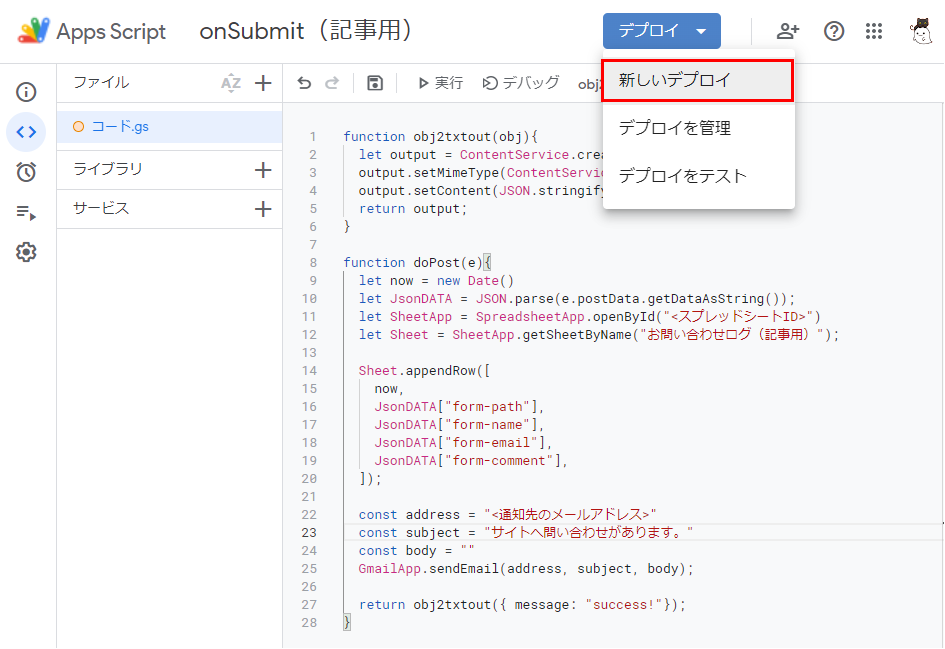 Apps Script
onSubmit（記事用）
デプロイ
新しいデプロイ
デプロイを管理
デプロイをテスト
ファイル
AZ
コード.gs
ライブラリ
サービス
実行
デバッグ
obj
1 function obj2txtout(obj){
2 let output = ContentService.crea
3 output.setMimeType(ContentServic
4 output.setContent(JSON.stringify
5 return output;
6 }
7
8 function doPost(e){
9 let now = new Date()
10 let JsonDATA = JSON.parse(e.postData.getDataAsString());
11 let SheetApp = SpreadsheetApp.openById("<スプレッドシートID>")
12 let Sheet = SheetApp.getSheetByName("お問い合わせログ（記事用）");
13
14 Sheet.appendRow([
15 now,
16 JsonDATA["form-path"],
17 JsonDATA["form-name"],
18 JsonDATA["form-email"],
19 JsonDATA["form-comment"],
20 ]);
21
22 const address = "<通知先のメールアドレス>"
23 const subject = "サイトへ問い合わせがあります。"
24 const body = ""
25 GmailApp.sendEmail(address, subject, body);
26
27 return obj2txtout({ message: "success!"});
28 }